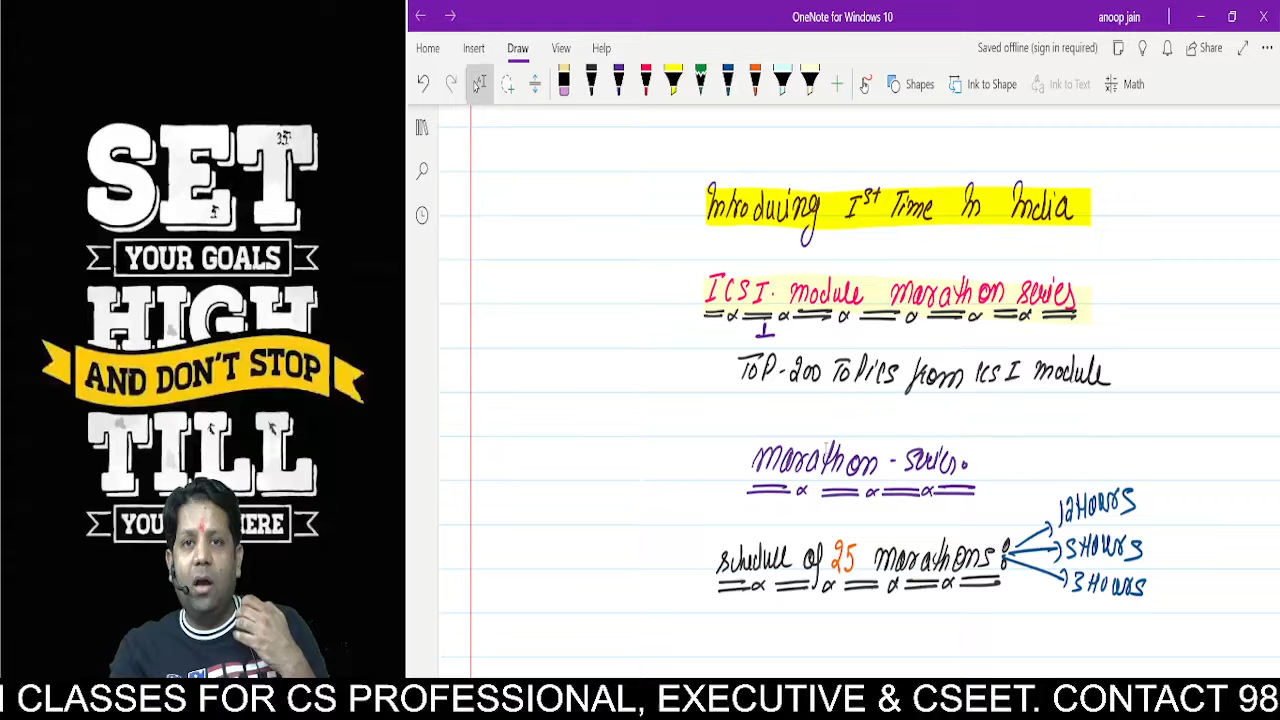 SET
YOUR GOALS
HIGH
AND DON'T STOP
TILL
YOU HERE
OneNote for Windows 10
anoop jain
Home Insert Draw View Help
Saved offline (sign in required)
Share
Shapes
Ink to Shape
Ink to Text
Math
Introducing Ist Time In India
ICSI. module marathon series
I
TOP-200 TOPICS from ICSI module
marathon - series.
schedule of 25 marathons:
12 HOURS
5 HOURS
3 HOURS
CLASSES FOR CS PROFESSIONAL, EXECUTIVE & CSEET. CONTACT 98